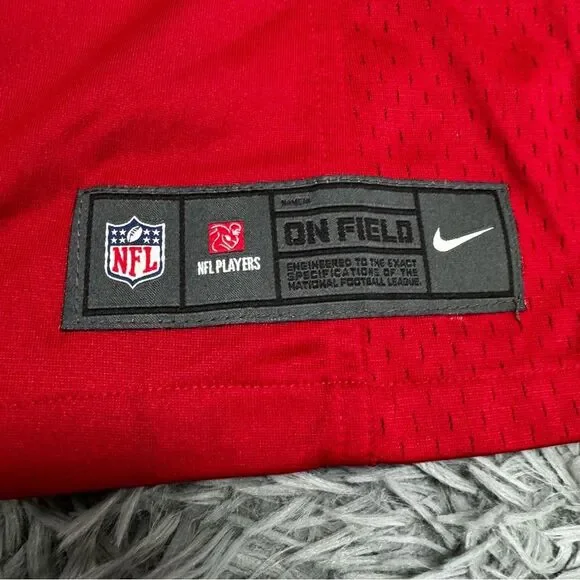 NFL
NFL PLAYERS
ON FIELD
ENGINEERED TO THE EXACT
SPECIFICATIONS OF THE
NATIONAL FOOTBALL LEAGUE.